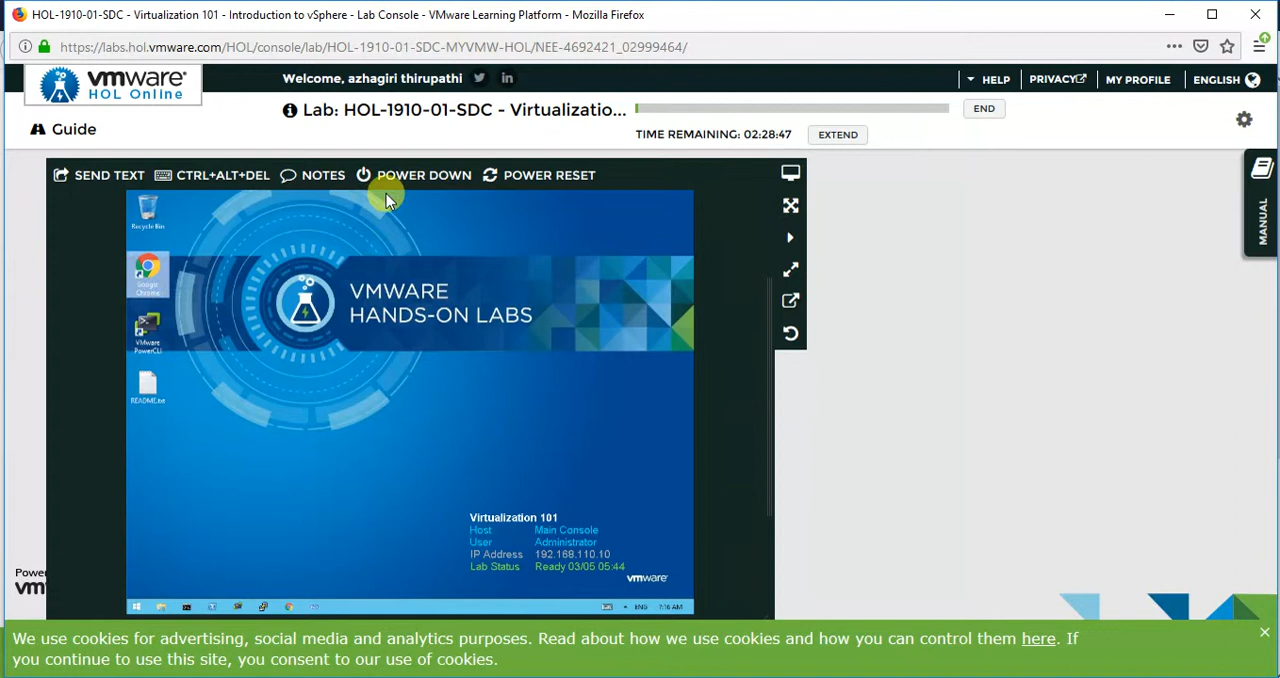 HOL-1910-01-SDC - Virtualization 101 - Introduction to vSphere - Lab Console - VMware Learning Platform - Mozilla Firefox
https://labs.hol.vmware.com/HOL/console/lab/HOL-1910-01-SDC-MYVMW-HOL/NEE-4692421_02999464/
vmware®
HOL Online
Welcome, azhagiri thirupathi
HELP
PRIVACY
MY PROFILE
ENGLISH
Lab: HOL-1910-01-SDC - Virtualizatio...
END
TIME REMAINING: 02:28:47
EXTEND
Guide
SEND TEXT
CTRL+ALT+DEL
NOTES
POWER DOWN
POWER RESET
MANUAL
Recycle Bin
Google
Chrome
VMware
PowerCLI
README.txt
VMWARE
HANDS-ON LABS
Virtualization 101
Host Main Console
User Administrator
IP Address 192.168.110.10
Lab Status Ready 03/05 05:44
vmware
ENG 7:16 AM
Powe
vm
We use cookies for advertising, social media and analytics purposes. Read about how we use cookies and how you can control them here. If
you continue to use this site, you consent to our use of cookies.